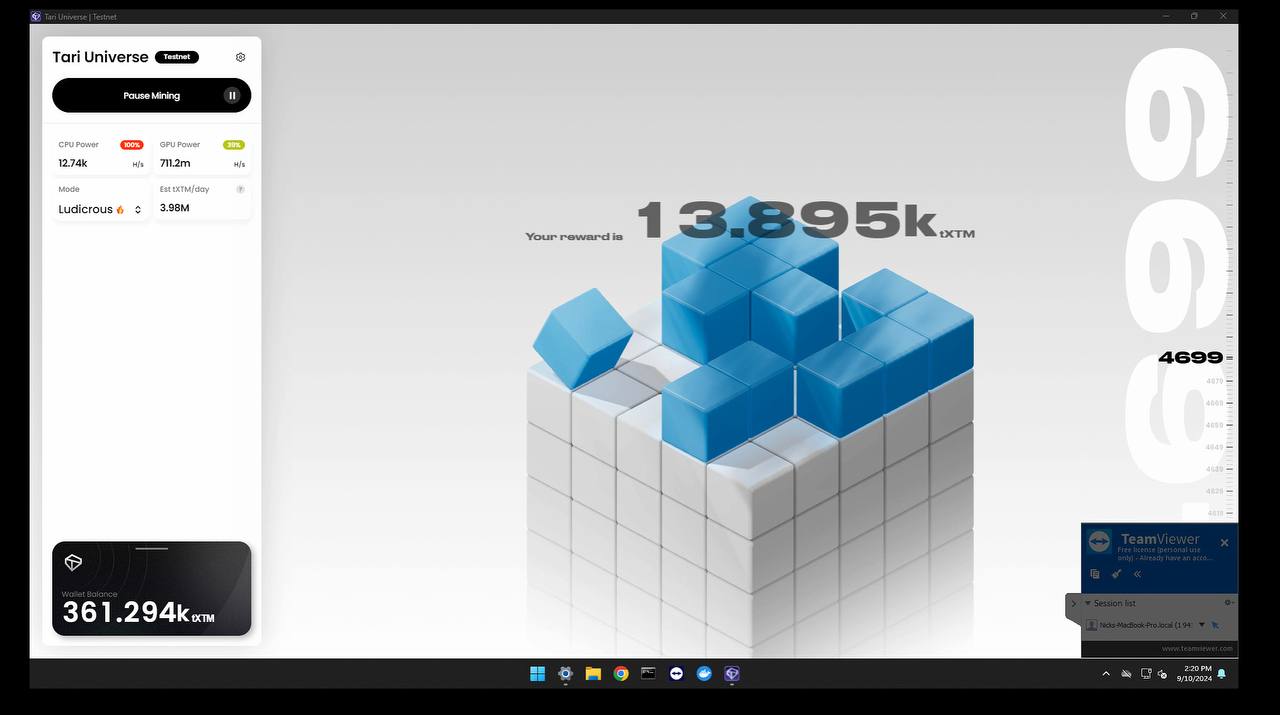 Tari Universe | Testnet
Tari Universe
Testnet
Pause Mining
CPU Power
100%
12.74k
H/s
GPU Power
39%
711.2m
H/s
Mode
Ludicrous 🔥
Est tXTM/day
?
3.98M
Your reward is 13.895k tXTM
699
4699
4679
4669
4659
4649
4639
4629
4619
Wallet Balance
361.294k tXTM
TeamViewer
Free license (personal use
only) - Already have an acco...
Session list
Nicks-MacBook-Pro.local (1 94
www.teamviewer.com
2:20 PM
9/10/2024